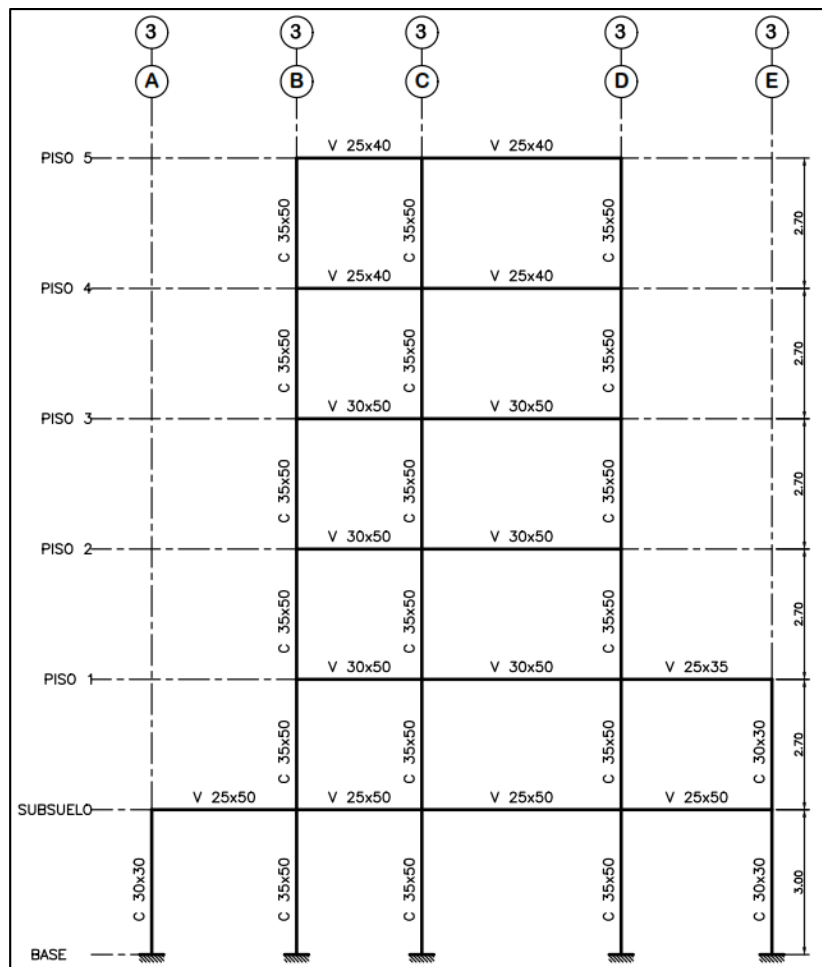 3 3 3 3 3
A B C D E
PISO 5
V 25x40 V 25x40
C 35x50 C 35x50 C 35x50 2.70
PISO 4
V 25x40 V 25x40
C 35x50 C 35x50 C 35x50 2.70
PISO 3
V 30x50 V 30x50
C 35x50 C 35x50 C 35x50 2.70
PISO 2
V 30x50 V 30x50
C 35x50 C 35x50 C 35x50 2.70
PISO 1
V 30x50 V 30x50 V 25x35
C 35x50 C 35x50 C 35x50 C 30x30 2.70
SUBSUELO
V 25x50 V 25x50 V 25x50 V 25x50
C 30x30 C 35x50 C 35x50 C 35x50 C 30x30 3.00
BASE